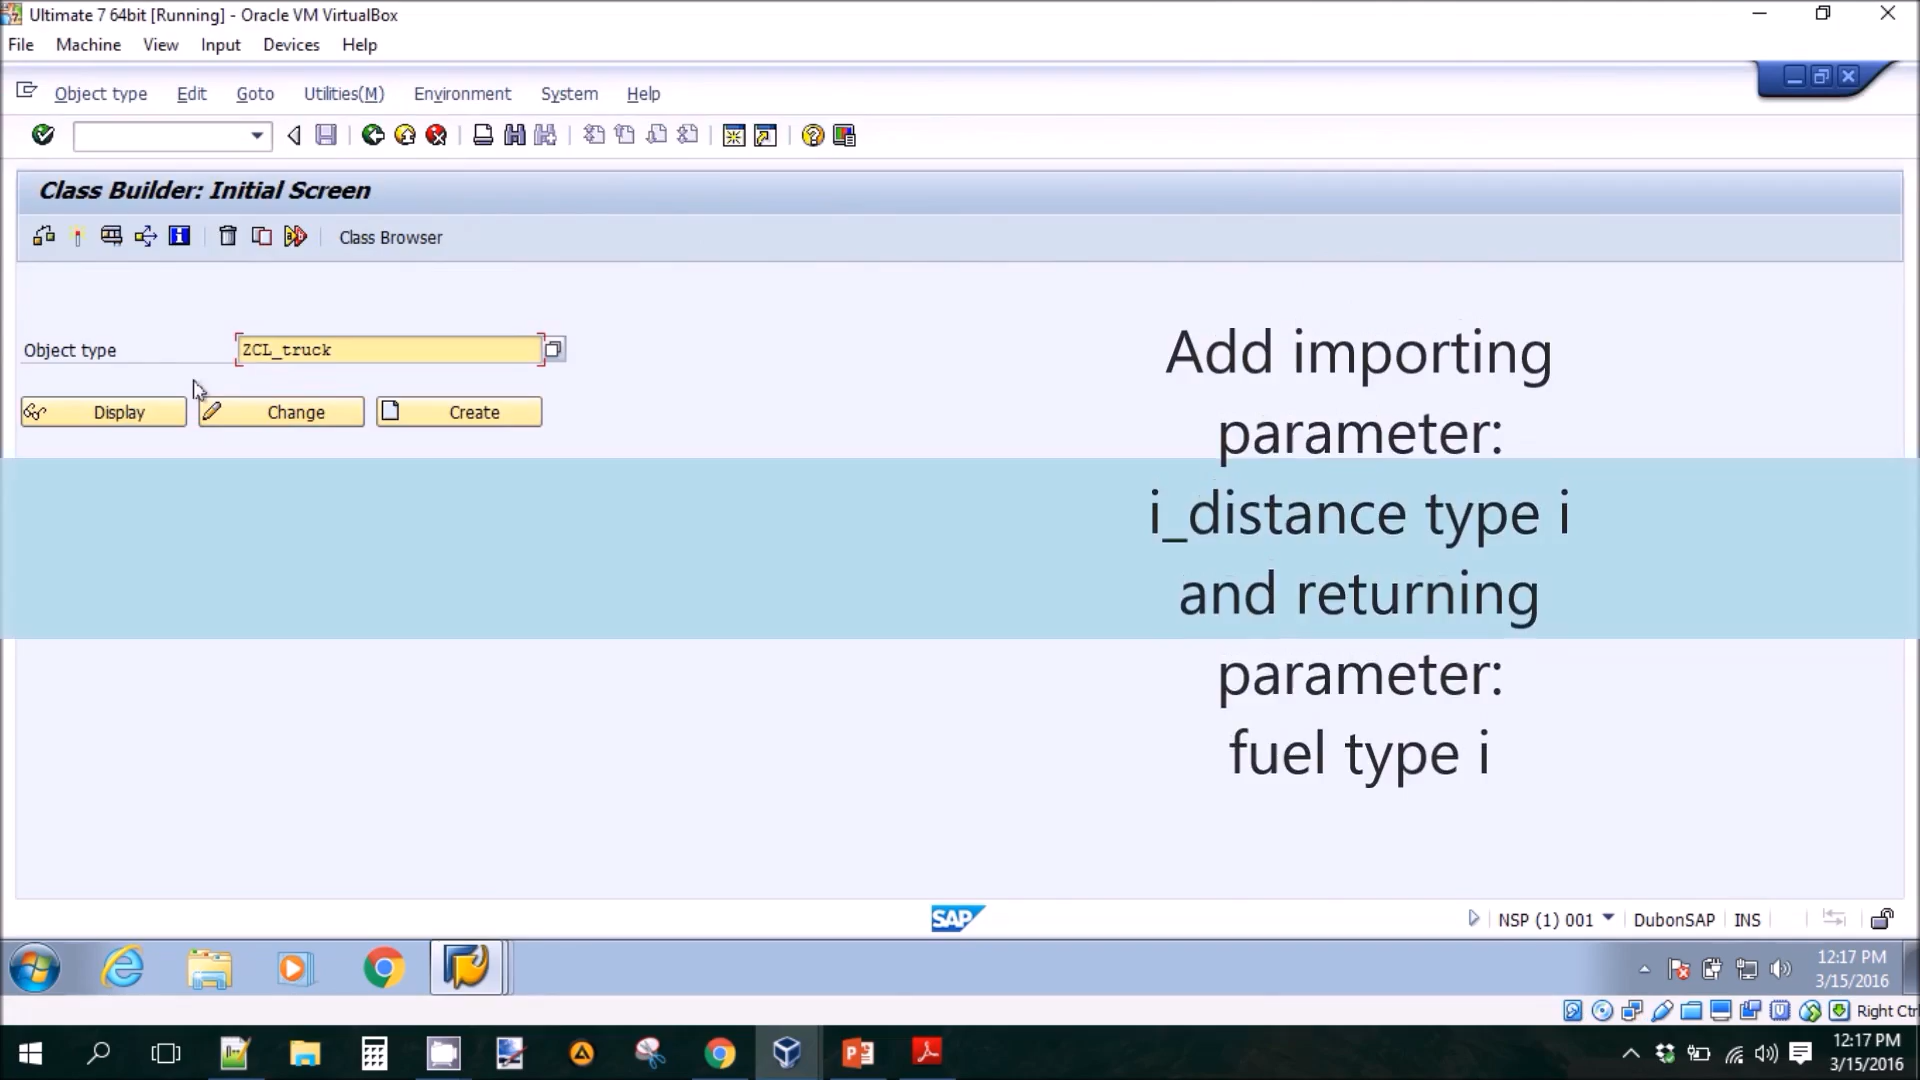 Ultimate 7 64bit [Running] - Oracle VM VirtualBox
File Machine View Input Devices Help
Object type Edit Goto Utilities(M) Environment System Help
Class Builder: Initial Screen
Class Browser
Object type ZCL_truck
Display Change Create
Add importing
parameter:
i_distance type i
and returning
parameter:
fuel type i
SAP
NSP (1) 001 DubonSAP INS
12:17 PM
3/15/2016
Right Ctrl
12:17 PM
3/15/2016